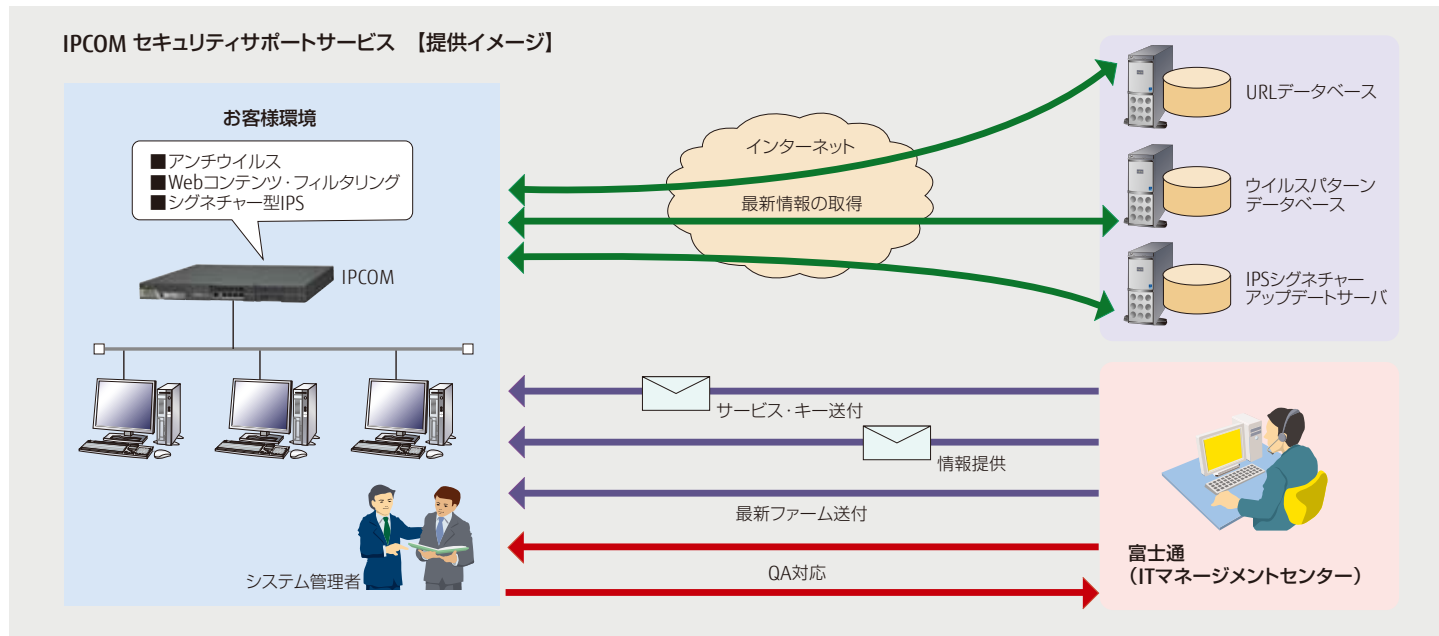 IPCOM セキュリティサポートサービス 【提供イメージ】
お客様環境
■アンチウイルス
■Webコンテンツ・フィルタリング
■シグネチャー型IPS
IPCOM
システム管理者
インターネット
最新情報の取得
URLデータベース
ウイルスパターン
データベース
IPSシグネチャー
アップデートサーバ
サービス・キー送付
情報提供
最新ファーム送付
QA対応
富士通
（ITマネージメントセンター）